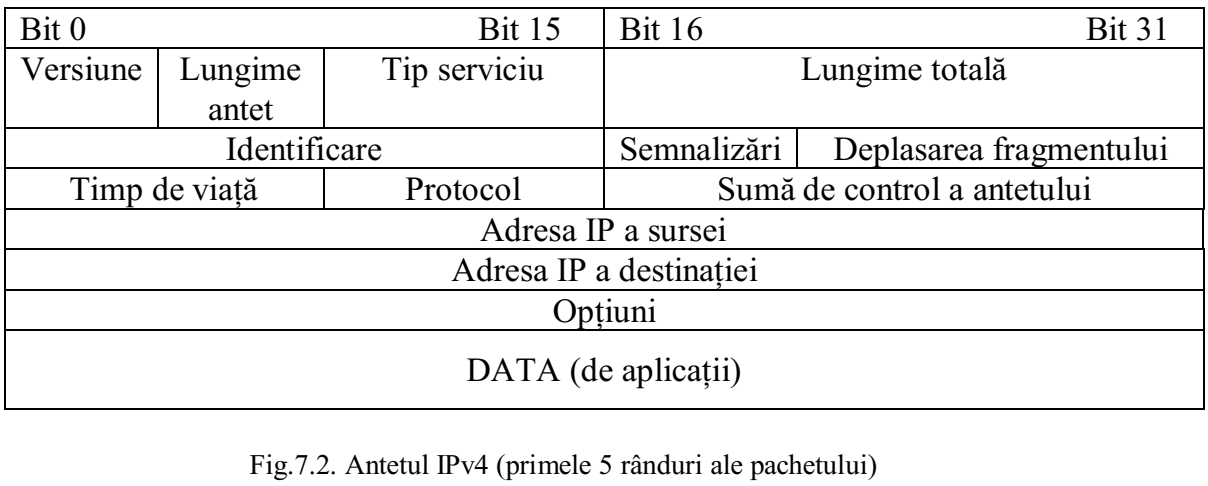 Bit 0 Bit 15 Bit 16 Bit 31
Versiune Lungime Tip serviciu Lungime totală
antet
Identificare Semnalizări Deplasarea fragmentului
Timp de viață Protocol Sumă de control a antetului
Adresa IP a sursei
Adresa IP a destinației
Opțiuni
DATA (de aplicații)
Fig.7.2. Antetul IPv4 (primele 5 rânduri ale pachetului)